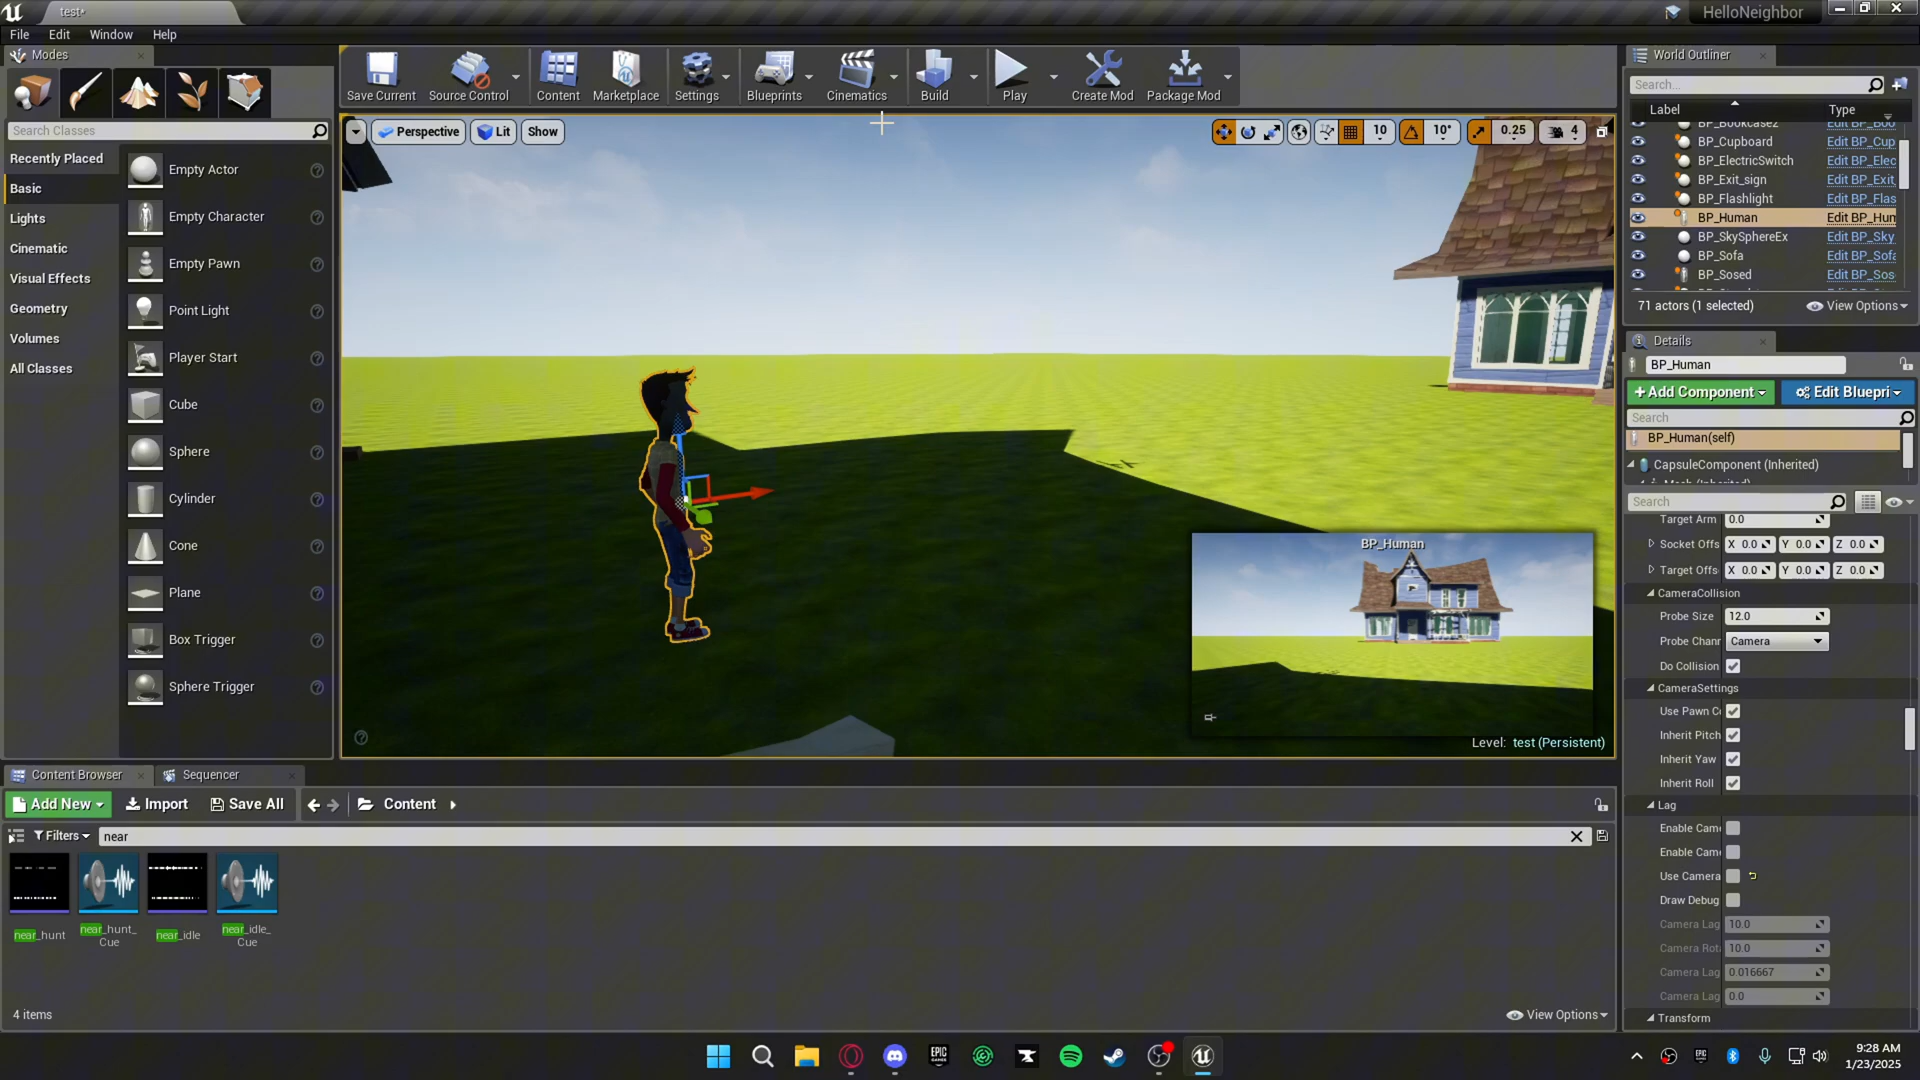 test*
HelloNeighbor
File Edit Window Help
Modes
Search Classes
Recently Placed
Basic
Lights
Cinematic
Visual Effects
Geometry
Volumes
All Classes
Empty Actor
Empty Character
Empty Pawn
Point Light
Player Start
Cube
Sphere
Cylinder
Cone
Plane
Box Trigger
Sphere Trigger
Save Current
Source Control
Content
Marketplace
Settings
Blueprints
Cinematics
Build
Play
Create Mod
Package Mod
Perspective
Lit
Show
10
10°
0.25
4
BP_Human
Level: test (Persistent)
World Outliner
Search...
Label Type
BP_Bookcase2 Edit BP_Boo
BP_Cupboard Edit BP_Cup
BP_ElectricSwitch Edit BP_Elec
BP_Exit_sign Edit BP_Exit_
BP_Flashlight Edit BP_Flas
BP_Human Edit BP_Hum
BP_SkySphereEx Edit BP_Sky
BP_Sofa Edit BP_Sofa
BP_Sosed Edit BP_Sos
71 actors (1 selected) View Options
Details
BP_Human
+Add Component Edit Bluepri
Search
BP_Human(self)
CapsuleComponent (Inherited)
Search
Target Arm 0.0
Socket Offs X 0.0 Y 0.0 Z 0.0
Target Offs X 0.0 Y 0.0 Z 0.0
CameraCollision
Probe Size 12.0
Probe Chan Camera
Do Collision
CameraSettings
Use Pawn Co
Inherit Pitch
Inherit Yaw
Inherit Roll
Lag
Enable Cam
Enable Cam
Use Camera
Draw Debug
Camera Lag 10.0
Camera Rot 10.0
Camera Lag 0.016667
Camera Lag 0.0
Transform
Content Browser
Sequencer
Add New
Import
Save All
Content
Filters
near
near_hunt
near_hunt_
Cue
near_idle
near_idle_
Cue
4 items
View Options
EPIC
GAMES
9:28 AM
1/23/2025